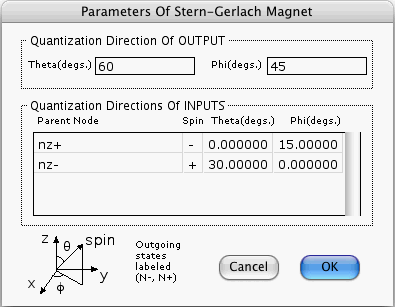 Parameters Of Stern-Gerlach Magnet
Quantization Direction Of OUTPUT
Theta(degs.) 60 Phi(degs.) 45
Quantization Directions Of INPUTS
Parent Node Spin Theta(degs.) Phi(degs.)
nz+ - 0.000000 15.00000
nz- + 30.00000 0.000000
z θ spin
y
x ϕ
Outgoing
states
labeled
(N-, N+)
Cancel OK